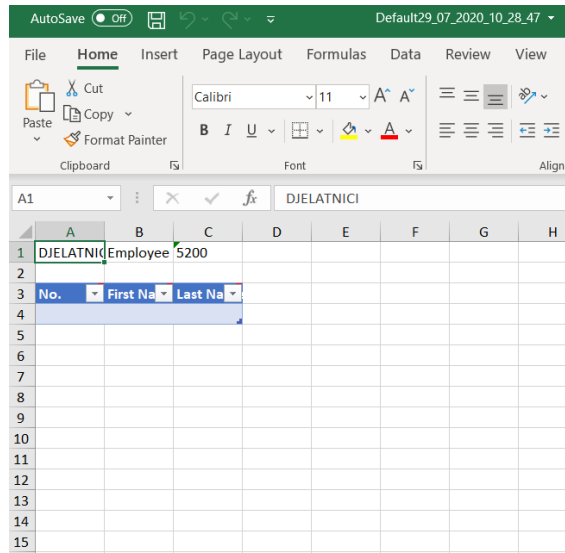 AutoSave Off Default29_07_2020_10_28_47
File Home Insert Page Layout Formulas Data Review View
Paste Cut
Copy
Format Painter
Calibri 11 A^ A˅
B I U A
Clipboard Font Align
A1 fx DJELATNICI
A B C D E F G H
1 DJELATNIC Employee 5200
2
3 No. First Na Last Na
4
5
6
7
8
9
10
11
12
13
14
15